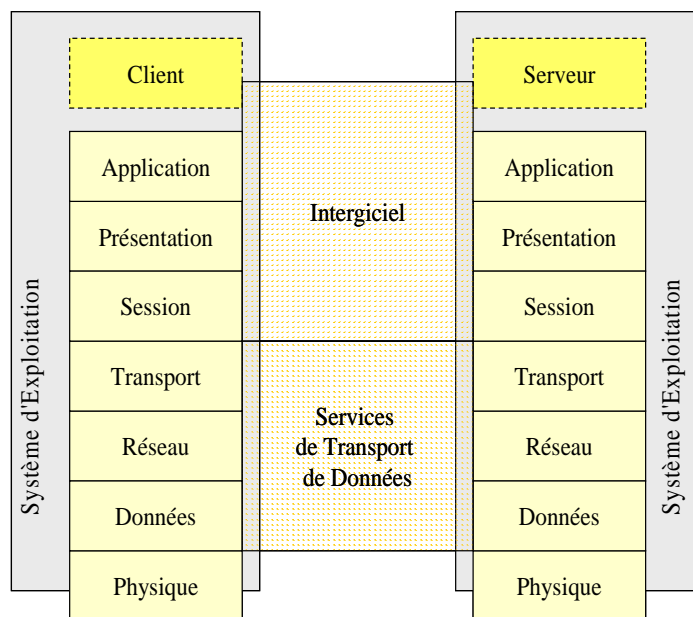 Client
Application
Présentation
Session
Transport
Réseau
Données
Physique
Système d'Exploitation
Intergiciel
Services
de Transport
de Données
Serveur
Application
Présentation
Session
Transport
Réseau
Données
Physique
Système d'Exploitation